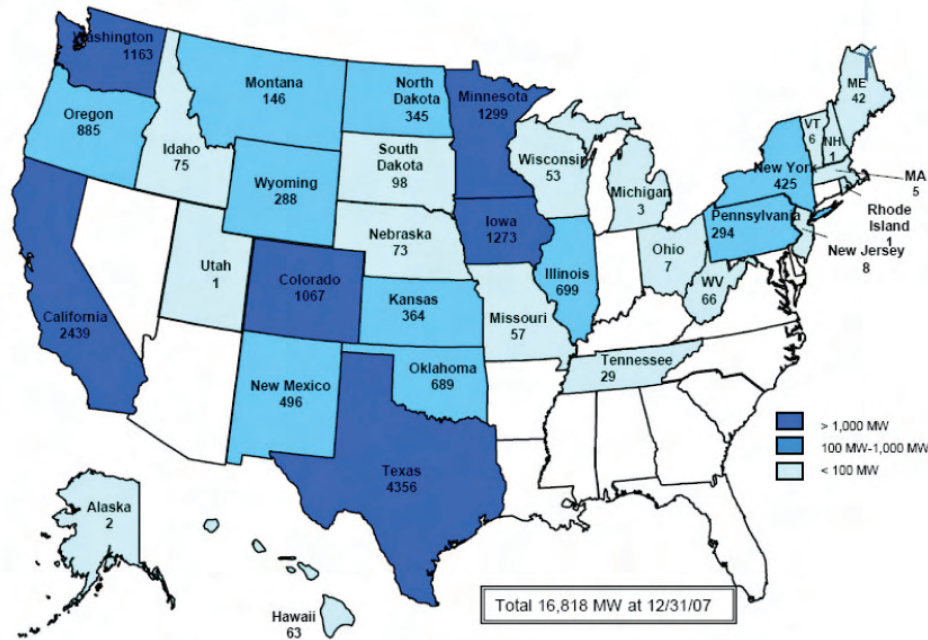 Washington
1163
Oregon
885
California
2439
Idaho
75
Montana
146
Wyoming
288
Utah
1
Colorado
1067
New Mexico
496
North
Dakota
345
South
Dakota
98
Nebraska
73
Kansas
364
Oklahoma
689
Texas
4356
Minnesota
1299
Iowa
1273
Missouri
57
Wisconsin
53
Illinois
699
Michigan
3
Ohio
7
WV
66
Tennessee
29
Pennsylvania
294
New York
425
VT
6
NH
1
ME
42
MA
5
Rhode
Island
1
New Jersey
8
Alaska
2
Hawaii
63
> 1,000 MW
100 MW-1,000 MW
< 100 MW
Total 16,818 MW at 12/31/07